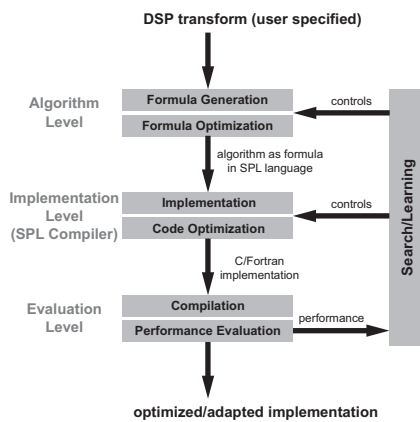 DSP transform (user specified)
Algorithm
Level
Formula Generation
Formula Optimization
controls
algorithm as formula
in SPL language
Implementation
Level
(SPL Compiler)
Implementation
Code Optimization
controls
Search/Learning
C/Fortran
implementation
Evaluation
Level
Compilation
Performance Evaluation
performance
optimized/adapted implementation